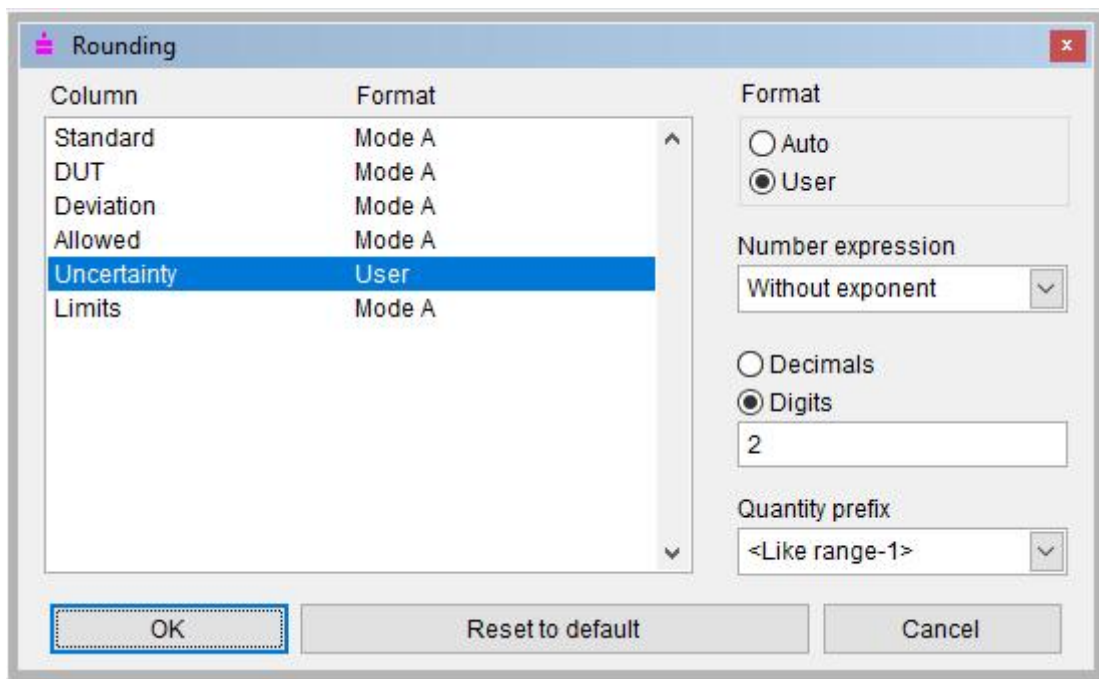 Rounding
Column Format
Standard Mode A
DUT Mode A
Deviation Mode A
Allowed Mode A
Uncertainty User
Limits Mode A
Format
Auto
User
Number expression
Without exponent
Decimals
Digits
2
Quantity prefix
<Like range-1>
OK Reset to default Cancel